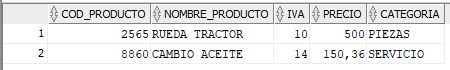 COD_PRODUCTO NOMBRE_PRODUCTO IVA PRECIO CATEGORIA
1 2565 RUEDA TRACTOR 10 500 PIEZAS
2 8860 CAMBIO ACEITE 14 150,36 SERVICIO